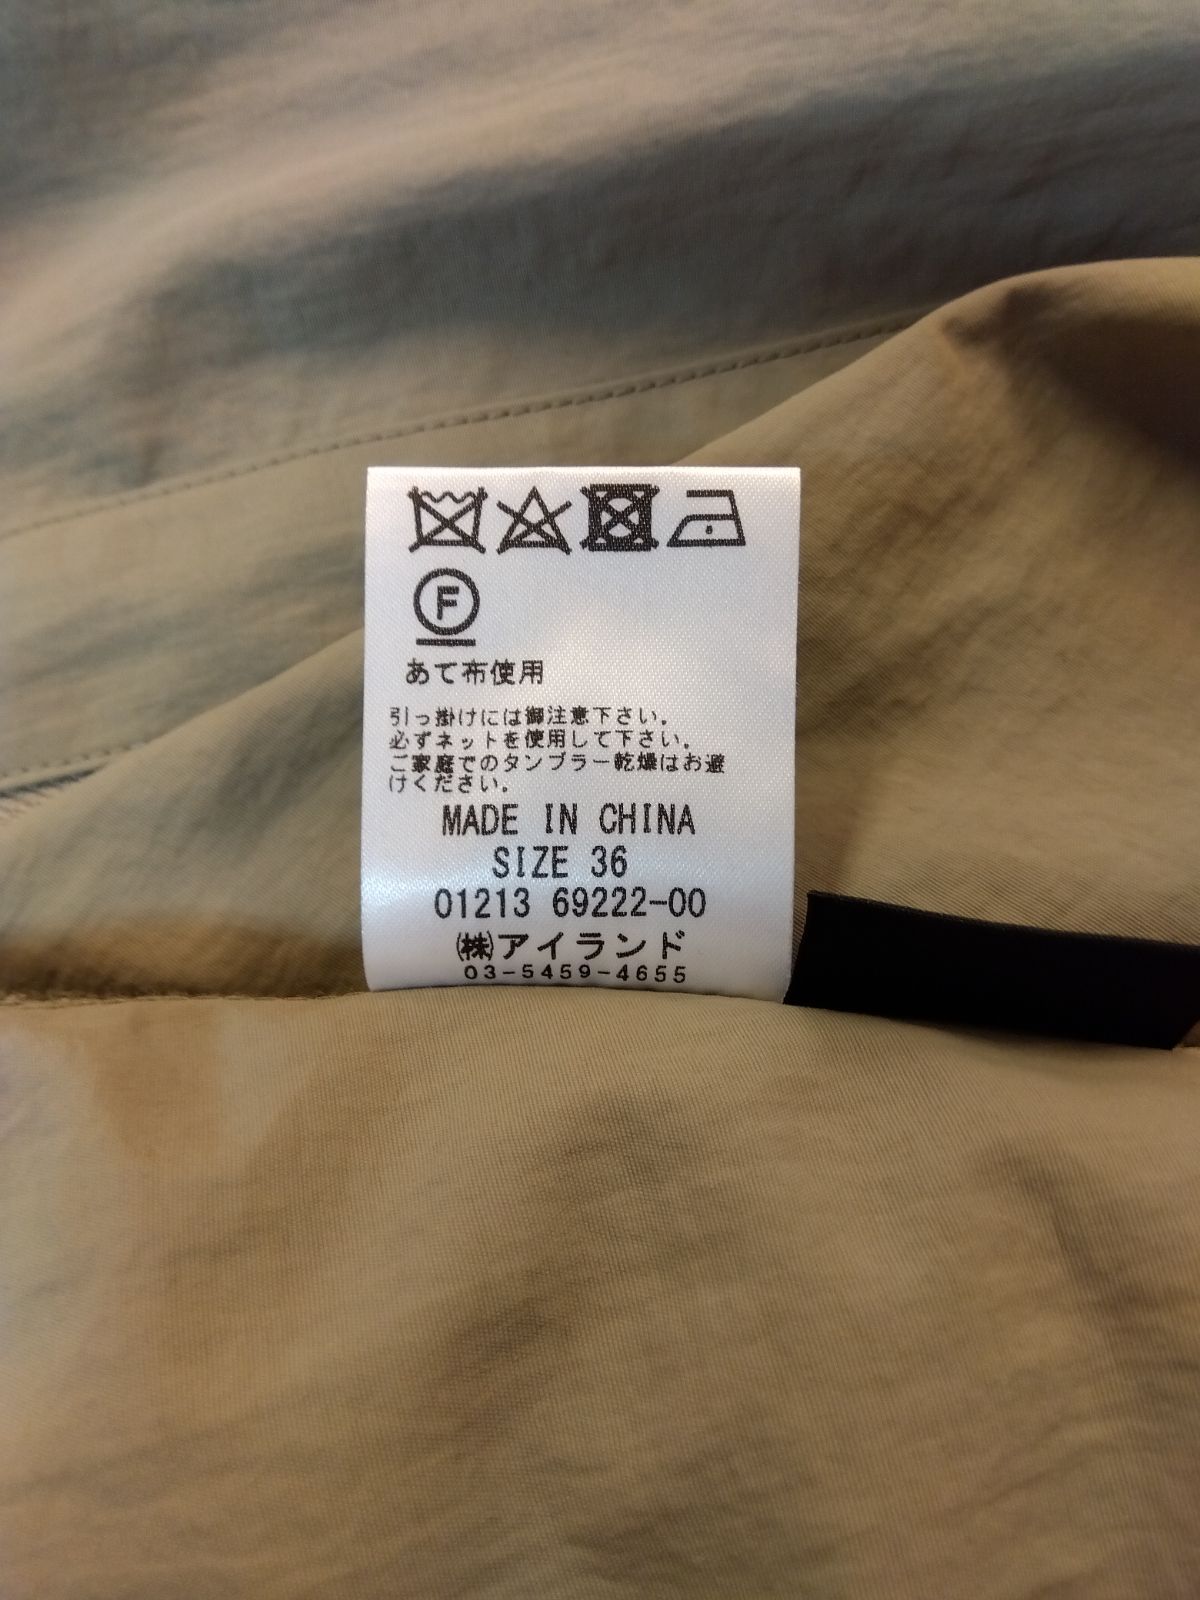 F
あて布使用
引っ掛けには御注意下さい。
必ずネットを使用して下さい。
ご家庭でのタンブラー乾燥はお避
けください。
MADE IN CHINA
SIZE 36
01213 69222-00
㈱アイランド
03-5459-4655